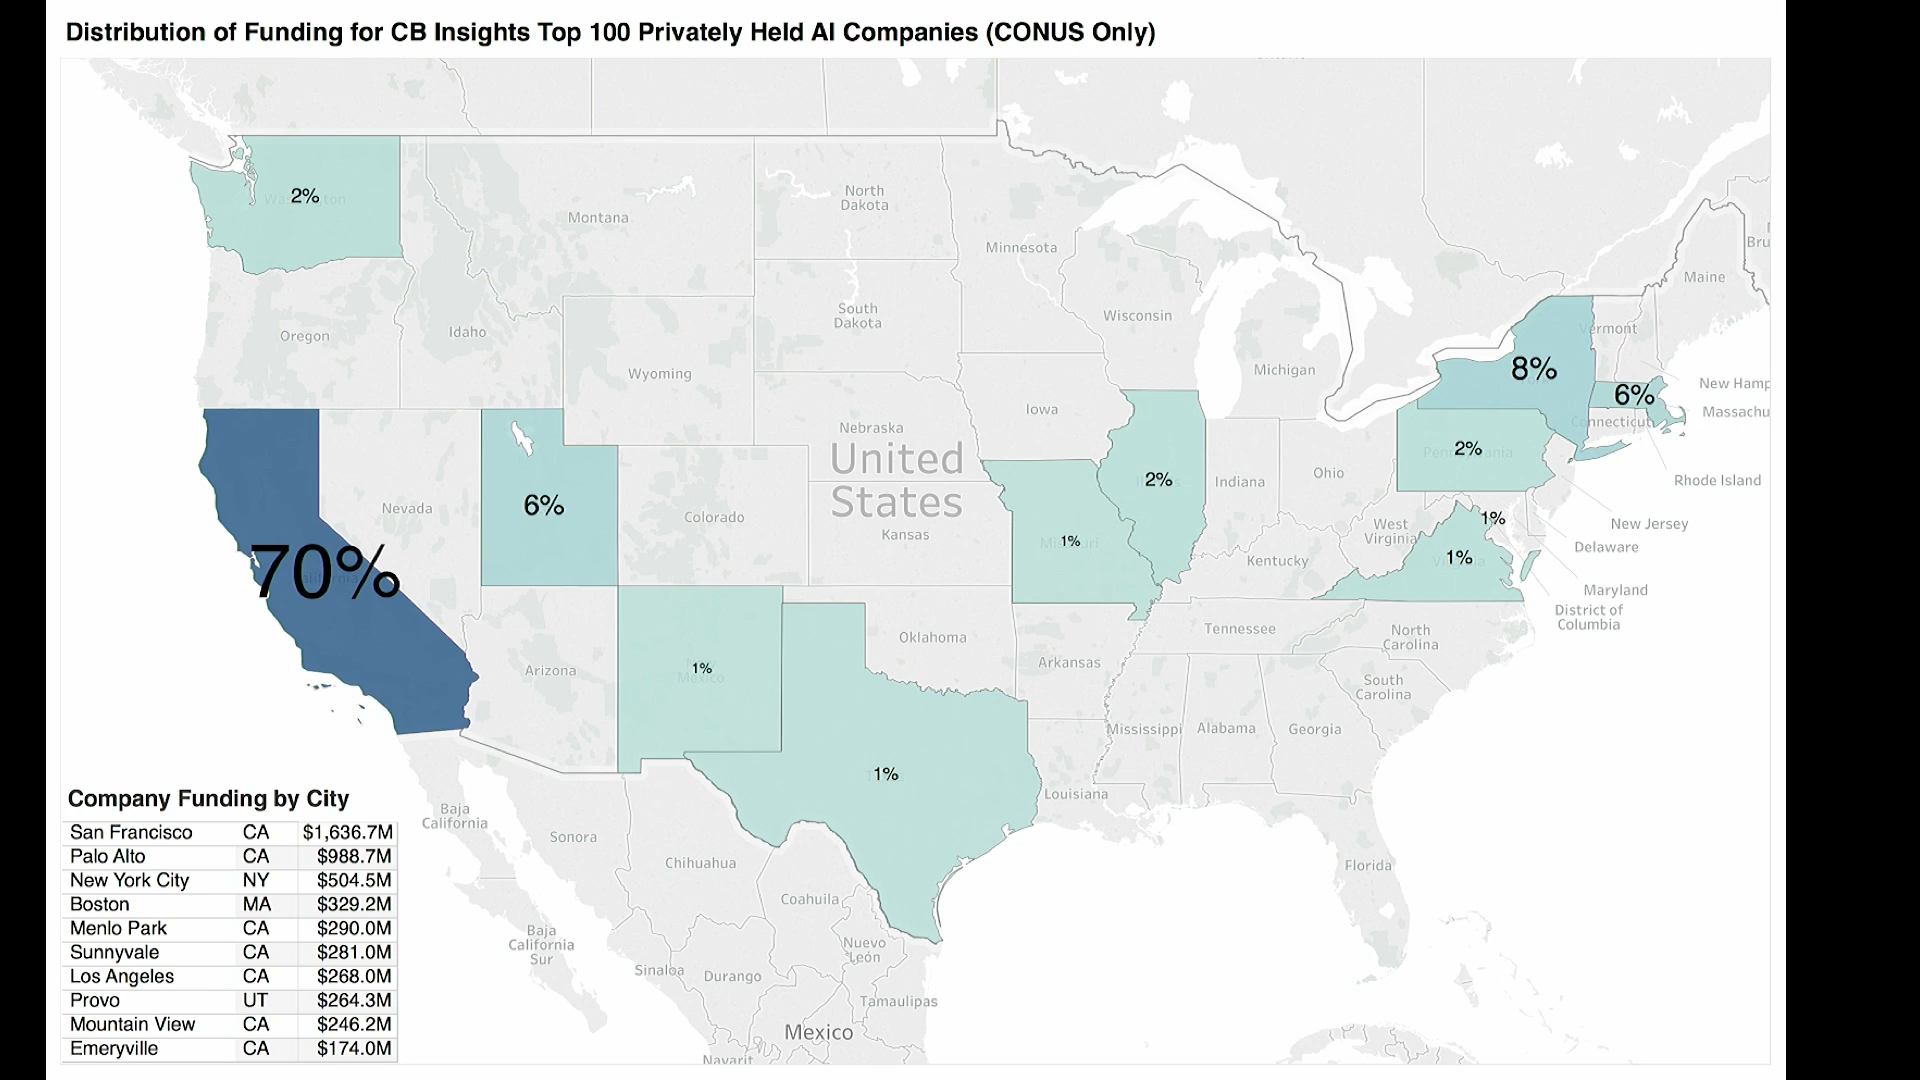 Distribution of Funding for CB Insights Top 100 Privately Held AI Companies (CONUS Only)
2%
Montana
North
Dakota
Minnesota
Bru
Maine
Oregon
Idaho
South
Dakota
Wisconsin
Vermont
Wyoming
Michigan
8%
6%
New Hamp
Massachu
Iowa
Connecticut
Nebraska
United
States
2%
2%
Indiana
Ohio
Rhode Island
6%
Nevada
Colorado
Kansas
1%
1%
West
Virginia
1%
New Jersey
Delaware
Kentucky
70%
Maryland
District of
Columbia
Tennessee
North
Carolina
Oklahoma
Arkansas
Arizona
1%
Mexico
South
Carolina
Mississippi
Alabama
Georgia
1%
Louisiana
Baja
California
Sonora
Chihuahua
Florida
Coahuila
Baja
California
Sur
Nuevo
León
Sinaloa
Durango
Tamaulipas
Mexico
Navarit
Company Funding by City
San Francisco CA $1,636.7M
Palo Alto CA $988.7M
New York City NY $504.5M
Boston MA $329.2M
Menlo Park CA $290.0M
Sunnyvale CA $281.0M
Los Angeles CA $268.0M
Provo UT $264.3M
Mountain View CA $246.2M
Emeryville CA $174.0M